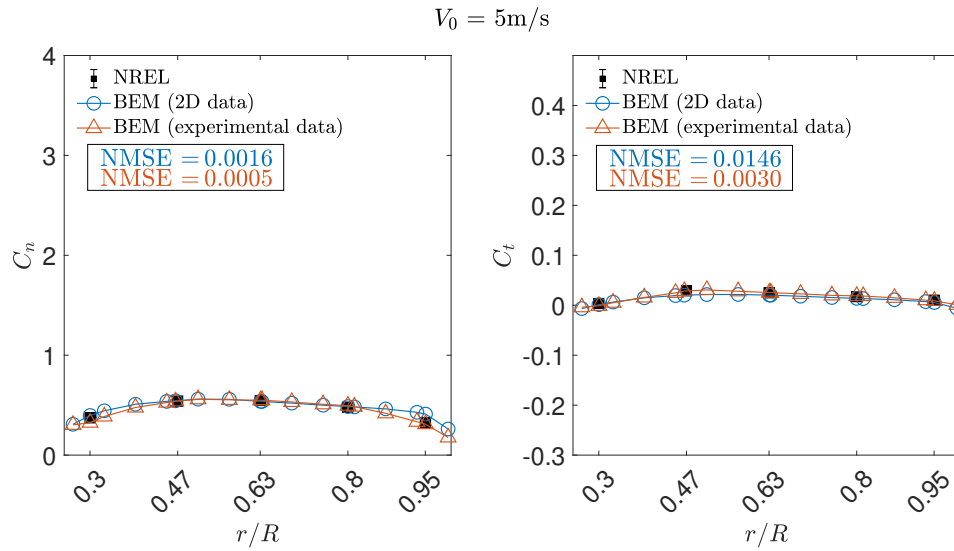 V₀ = 5m/s
4
3
2
1
0
Cₙ
NREL
BEM (2D data)
BEM (experimental data)
NMSE = 0.0016
NMSE = 0.0005
0.3
0.47
0.63
0.8
0.95
r/R
0.4
0.3
0.2
0.1
0
-0.1
-0.2
-0.3
Cₜ
NREL
BEM (2D data)
BEM (experimental data)
NMSE = 0.0146
NMSE = 0.0030
0.3
0.47
0.63
0.8
0.95
r/R